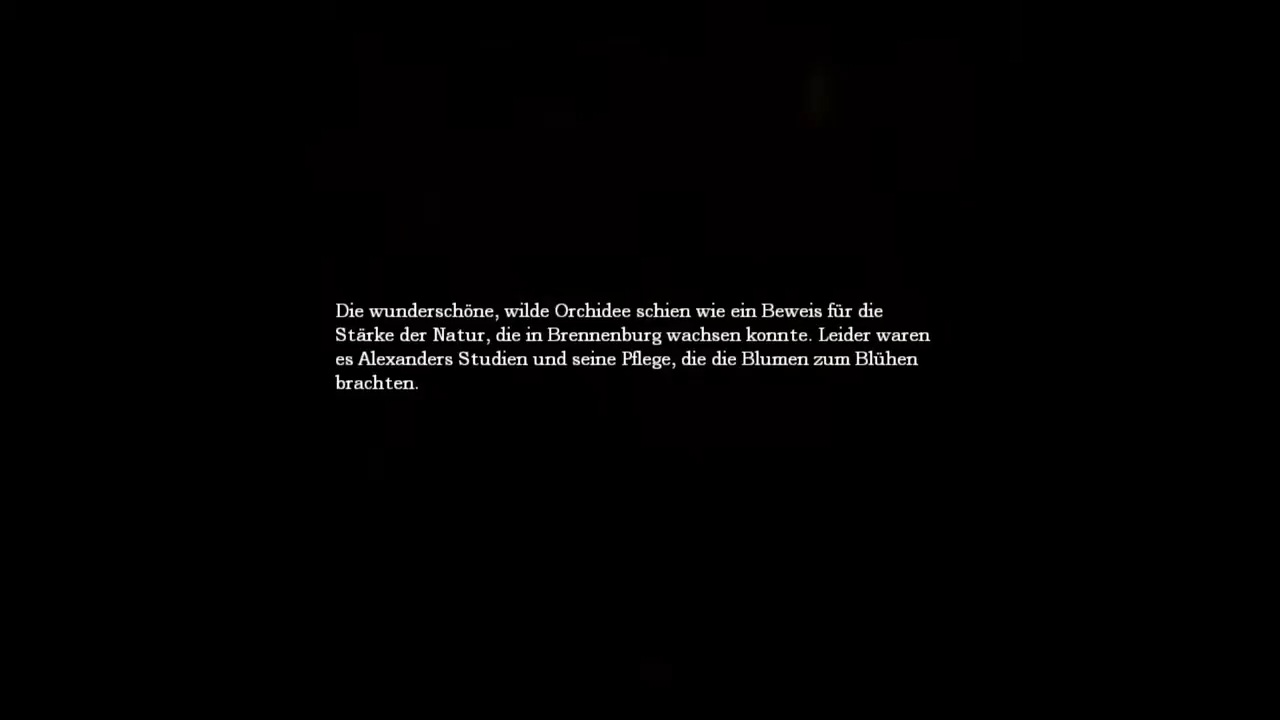 Die wunderschöne, wilde Orchidee schien wie ein Beweis für die
Stärke der Natur, die in Brennenburg wachsen konnte. Leider waren
es Alexanders Studien und seine Pflege, die die Blumen zum Blühen
brachten.